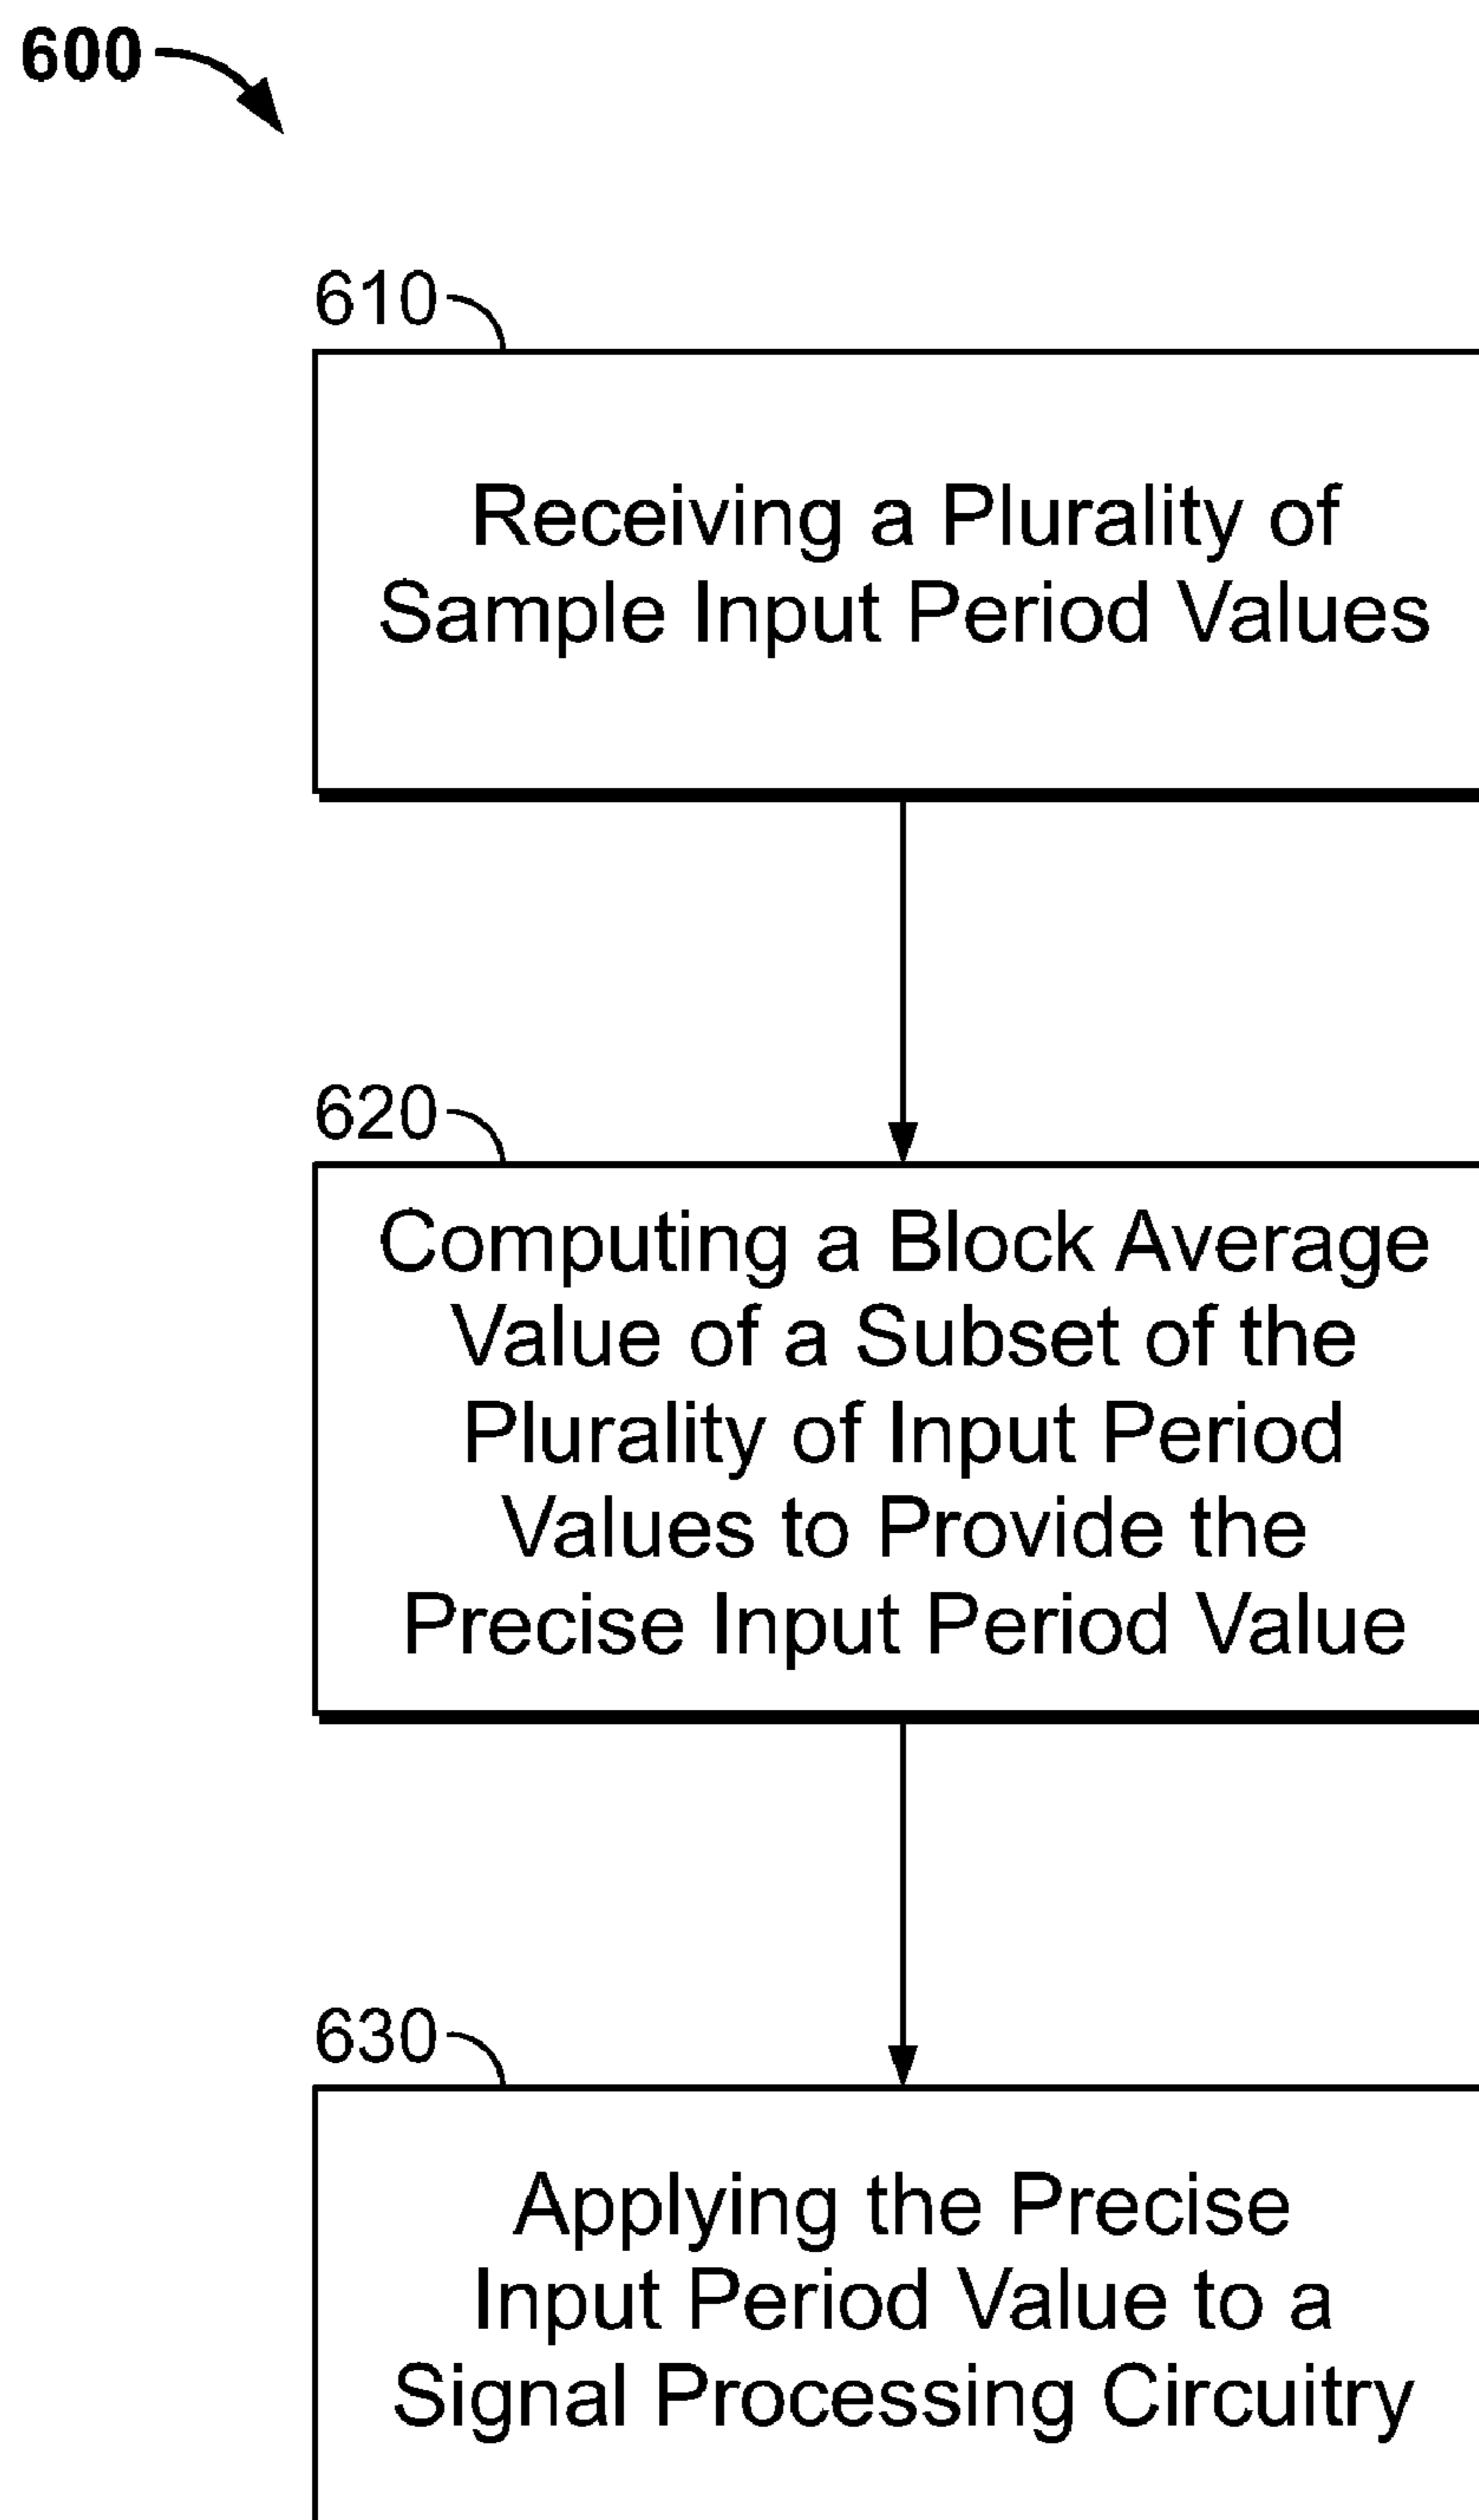 600
610
Receiving a Plurality of
Sample Input Period Values
620
Computing a Block Average
Value of a Subset of the
Plurality of Input Period
Values to Provide the
Precise Input Period Value
630
Applying the Precise
Input Period Value to a
Signal Processing Circuitry